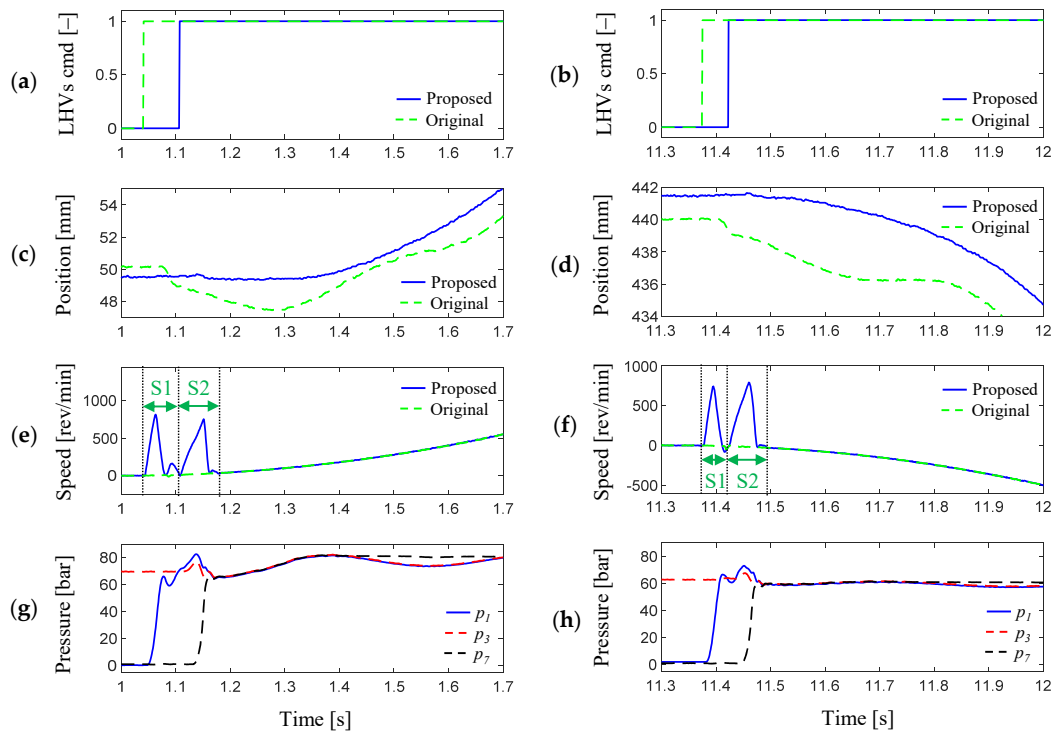 (a)
LHVs cmd [−]
1
0.5
0
Proposed
Original
1 1.1 1.2 1.3 1.4 1.5 1.6 1.7
(b)
LHVs cmd [−]
1
0.5
0
Proposed
Original
11.3 11.4 11.5 11.6 11.7 11.8 11.9 12
(c)
Position [mm]
54
52
50
48
Proposed
Original
1 1.1 1.2 1.3 1.4 1.5 1.6 1.7
(d)
Position [mm]
442
440
438
436
434
Proposed
Original
11.3 11.4 11.5 11.6 11.7 11.8 11.9 12
(e)
Speed [rev/min]
1000
500
0
S1 S2
Proposed
Original
1 1.1 1.2 1.3 1.4 1.5 1.6 1.7
(f)
Speed [rev/min]
1000
500
0
-500
S1 S2
Proposed
Original
11.3 11.4 11.5 11.6 11.7 11.8 11.9 12
(g)
Pressure [bar]
80
60
40
20
0
p1
p3
p7
1 1.1 1.2 1.3 1.4 1.5 1.6 1.7
Time [s]
(h)
Pressure [bar]
80
60
40
20
0
p1
p3
p7
11.3 11.4 11.5 11.6 11.7 11.8 11.9 12
Time [s]